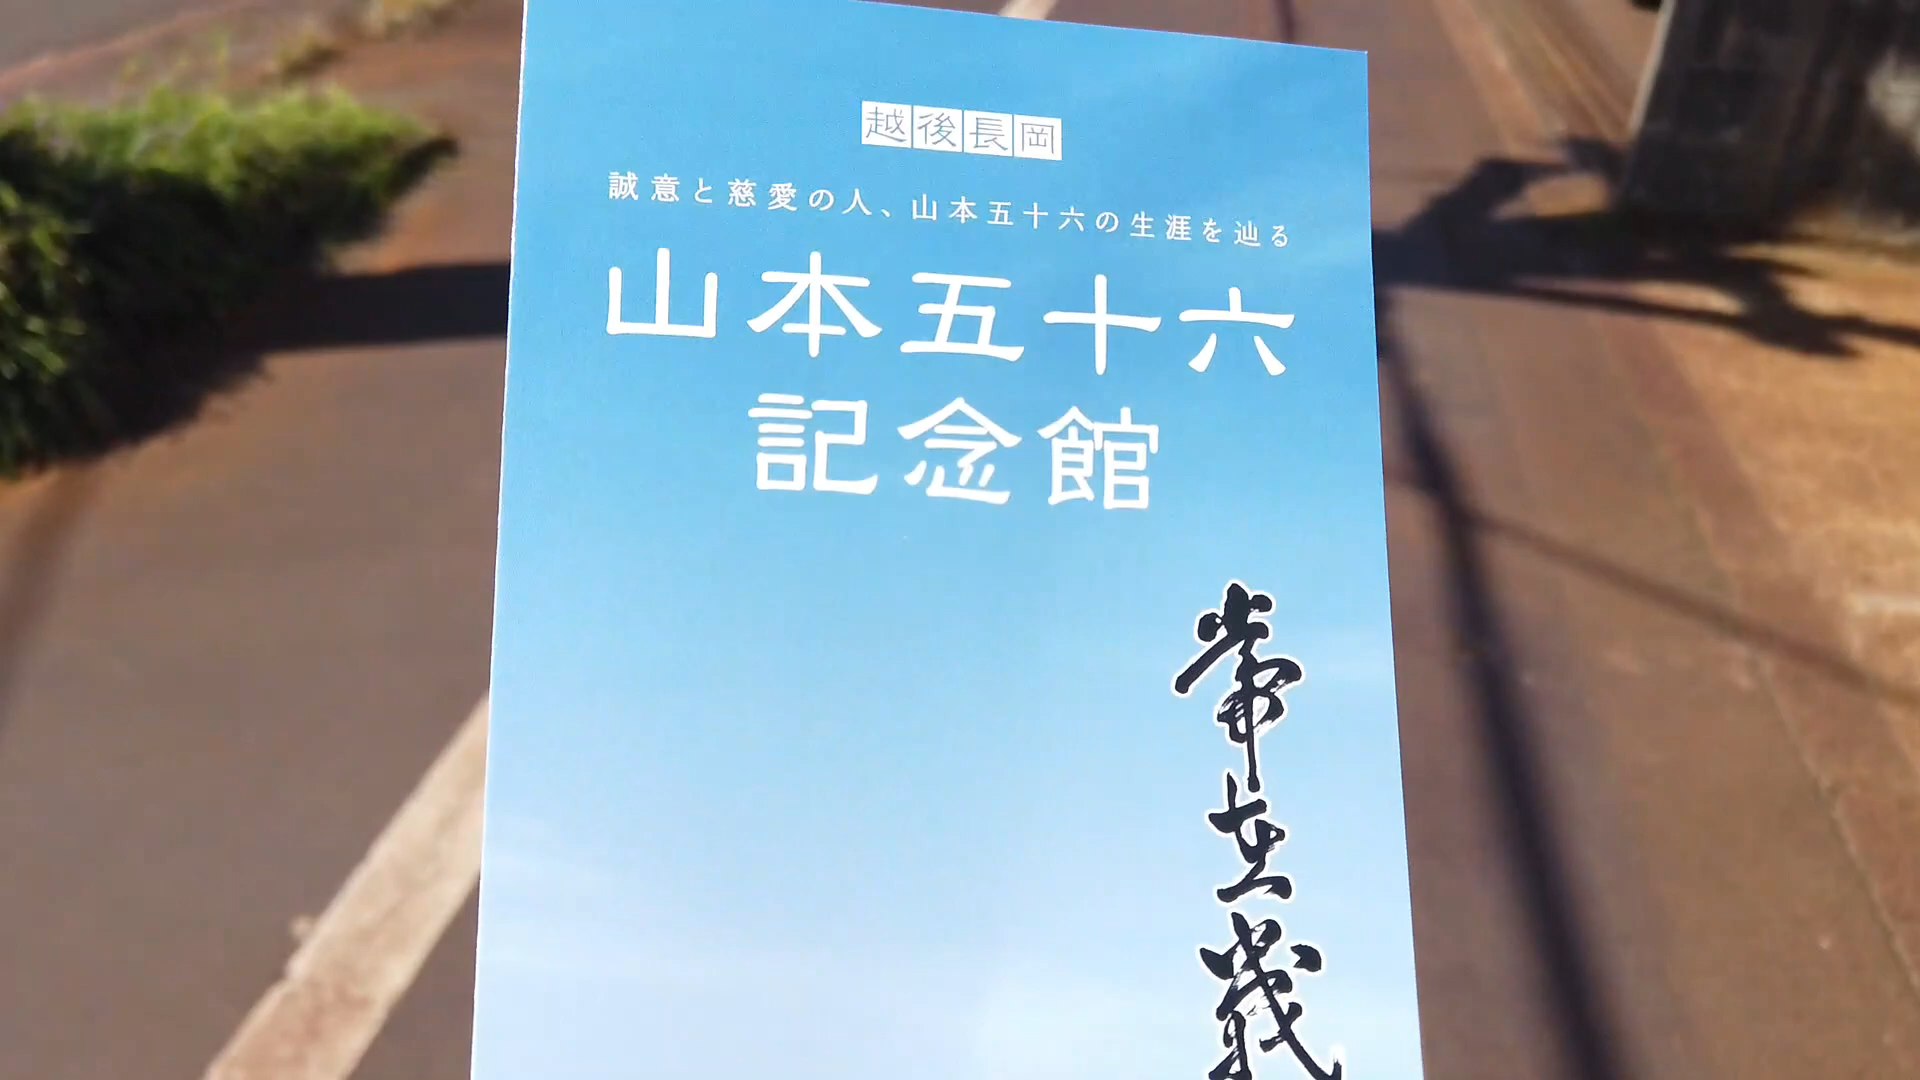 越後長岡
誠意と慈愛の人、山本五十六の生涯を辿る
山本五十六
記念館
常在戦